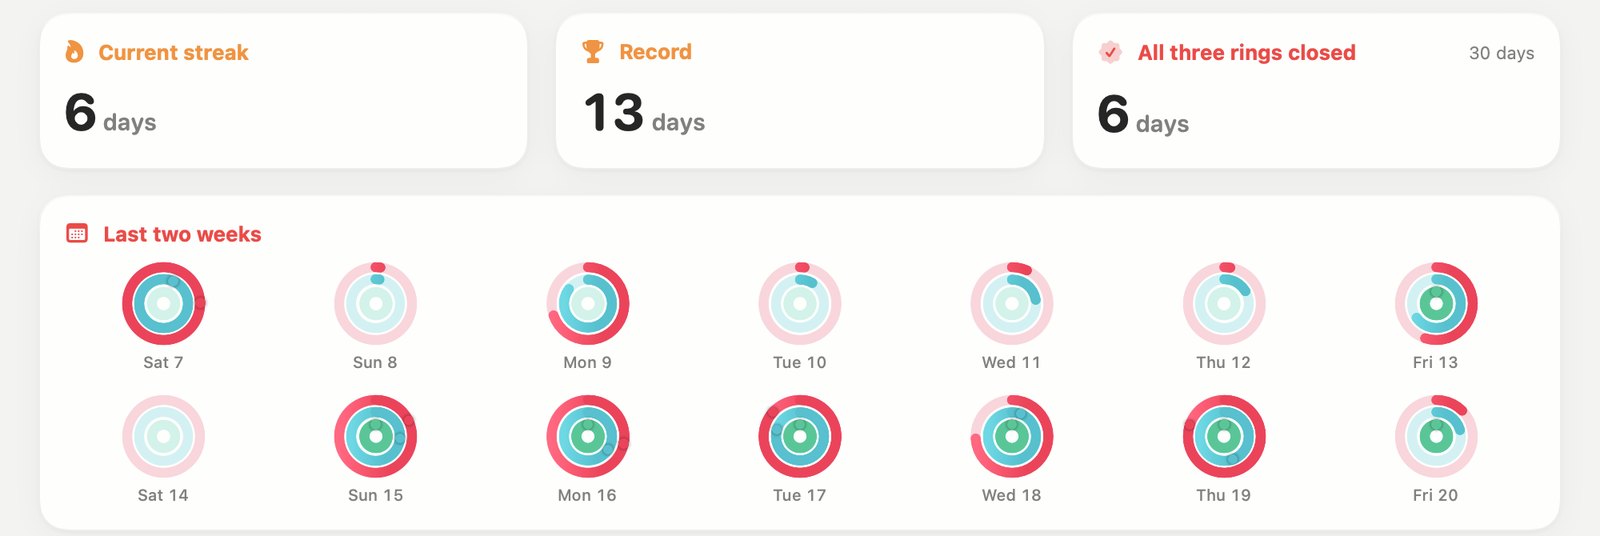 Current streak
6 days
Record
13 days
All three rings closed 30 days
6 days
Last two weeks
Sat 7 Sun 8 Mon 9 Tue 10 Wed 11 Thu 12 Fri 13
Sat 14 Sun 15 Mon 16 Tue 17 Wed 18 Thu 19 Fri 20